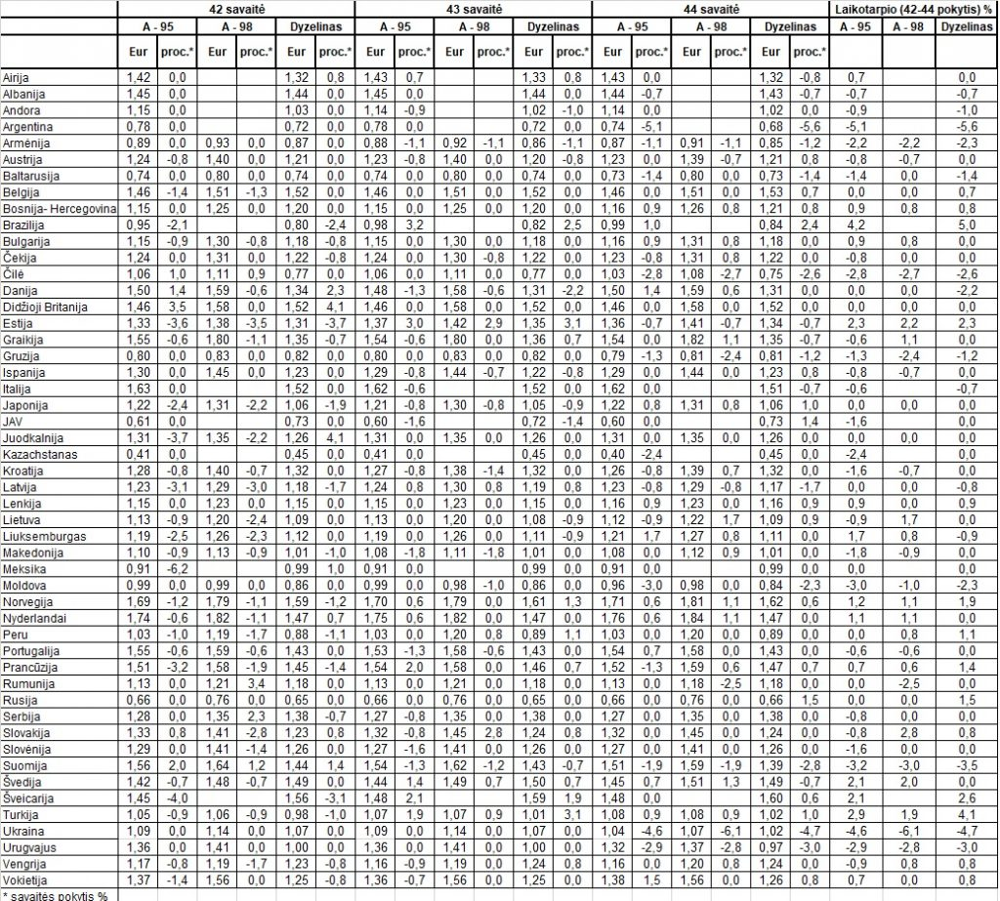 42 savaitė 43 savaitė 44 savaitė Laikotarpio (42-44 pokytis) %
A - 95 A - 98 Dyzelinas A - 95 A - 98 Dyzelinas A - 95 A - 98 Dyzelinas A - 95 A - 98 Dyzelinas
Eur proc.* Eur proc.* Eur proc.* Eur proc.* Eur proc.* Eur proc.* Eur proc.* Eur proc.* Eur proc.*
Airija 1,42 0,0 1,32 0,8 1,43 0,7 1,33 0,8 1,43 0,0 1,32 -0,8 0,7 0,0
Albanija 1,45 0,0 1,44 0,0 1,45 0,0 1,44 0,0 1,44 -0,7 1,43 -0,7 -0,7 -0,7
Andora 1,15 0,0 1,03 0,0 1,14 -0,9 1,02 -1,0 1,14 0,0 1,02 0,0 -0,9 -1,0
Argentina 0,78 0,0 0,72 0,0 0,78 0,0 0,72 0,0 0,74 -5,1 0,68 -5,6 -5,1 -5,6
Armėnija 0,89 0,0 0,93 0,0 0,87 0,0 0,88 -1,1 0,92 -1,1 0,86 -1,1 0,87 -1,1 0,91 -1,1 0,85 -1,2 -2,2 -2,2 -2,3
Austrija 1,24 -0,8 1,40 0,0 1,21 0,0 1,23 -0,8 1,40 0,0 1,20 -0,8 1,23 0,0 1,39 -0,7 1,21 0,8 -0,8 -0,7 0,0
Baltarusija 0,74 0,0 0,80 0,0 0,74 0,0 0,74 0,0 0,80 0,0 0,74 0,0 0,73 -1,4 0,80 0,0 0,73 -1,4 -1,4 0,0 -1,4
Belgija 1,46 -1,4 1,51 -1,3 1,52 0,0 1,46 0,0 1,51 0,0 1,52 0,0 1,46 0,0 1,51 0,0 1,53 0,7 0,0 0,0 0,7
Bosnija- Hercegovina 1,15 0,0 1,25 0,0 1,20 0,0 1,15 0,0 1,25 0,0 1,20 0,0 1,16 0,9 1,26 0,8 1,21 0,8 0,9 0,8 0,8
Brazilija 0,95 -2,1 0,80 -2,4 0,98 3,2 0,82 2,5 0,99 1,0 0,84 2,4 4,2 5,0
Bulgarija 1,15 -0,9 1,30 -0,8 1,18 -0,8 1,15 0,0 1,30 0,0 1,18 0,0 1,16 0,9 1,31 0,8 1,18 0,0 0,9 0,8 0,0
Čekija 1,24 0,0 1,31 0,0 1,22 -0,8 1,24 0,0 1,30 -0,8 1,22 0,0 1,23 -0,8 1,31 0,8 1,22 0,0 -0,8 0,0 0,0
Čilė 1,06 1,0 1,11 0,9 0,77 0,0 1,06 0,0 1,11 0,0 0,77 0,0 1,03 -2,8 1,08 -2,7 0,75 -2,6 -2,8 -2,7 -2,6
Danija 1,50 1,4 1,59 -0,6 1,34 2,3 1,48 -1,3 1,58 -0,6 1,31 -2,2 1,50 1,4 1,59 0,6 1,31 0,0 0,0 0,0 -2,2
Didžioji Britanija 1,46 3,5 1,58 0,0 1,52 4,1 1,46 0,0 1,58 0,0 1,52 0,0 1,46 0,0 1,58 0,0 1,52 0,0 0,0 0,0 0,0
Estija 1,33 -3,6 1,38 -3,5 1,31 -3,7 1,37 3,0 1,42 2,9 1,35 3,1 1,36 -0,7 1,41 -0,7 1,34 -0,7 2,3 2,2 2,3
Graikija 1,55 -0,6 1,80 -1,1 1,35 -0,7 1,54 -0,6 1,80 0,0 1,36 0,7 1,54 0,0 1,82 1,1 1,35 -0,7 -0,6 1,1 0,0
Gruzija 0,80 0,0 0,83 0,0 0,82 0,0 0,80 0,0 0,83 0,0 0,82 0,0 0,79 -1,3 0,81 -2,4 0,81 -1,2 -1,3 -2,4 -1,2
Ispanija 1,30 0,0 1,45 0,0 1,23 0,0 1,29 -0,8 1,44 -0,7 1,22 -0,8 1,29 0,0 1,44 0,0 1,23 0,8 -0,8 -0,7 0,0
Italija 1,63 0,0 1,52 0,0 1,62 -0,6 1,52 0,0 1,62 0,0 1,51 -0,7 -0,6 -0,7
Japonija 1,22 -2,4 1,31 -2,2 1,06 -1,9 1,21 -0,8 1,30 -0,8 1,05 -0,9 1,22 0,8 1,31 0,8 1,06 1,0 0,0 0,0 0,0
JAV 0,61 0,0 0,73 0,0 0,60 -1,6 0,72 -1,4 0,60 0,0 0,73 1,4 -1,6 0,0
Juodkalnija 1,31 -3,7 1,35 -2,2 1,26 4,1 1,31 0,0 1,35 0,0 1,26 0,0 1,31 0,0 1,35 0,0 1,26 0,0 0,0 0,0 0,0
Kazachstanas 0,41 0,0 0,45 0,0 0,41 0,0 0,45 0,0 0,40 -2,4 0,45 0,0 -2,4 0,0
Kroatija 1,28 -0,8 1,40 -0,7 1,32 0,0 1,27 -0,8 1,38 -1,4 1,32 0,0 1,26 -0,8 1,39 0,7 1,32 0,0 -1,6 -0,7 0,0
Latvija 1,23 -3,1 1,29 -3,0 1,18 -1,7 1,24 0,8 1,30 0,8 1,19 0,8 1,23 -0,8 1,29 -0,8 1,17 -1,7 0,0 0,0 -0,8
Lenkija 1,15 0,0 1,23 0,0 1,15 0,0 1,15 0,0 1,23 0,0 1,15 0,0 1,16 0,9 1,23 0,0 1,16 0,9 0,9 0,0 0,9
Lietuva 1,13 -0,9 1,20 -2,4 1,09 0,0 1,13 0,0 1,20 0,0 1,08 -0,9 1,12 -0,9 1,22 1,7 1,09 0,9 -0,9 1,7 0,0
Liuksemburgas 1,19 -2,5 1,26 -2,3 1,12 0,0 1,19 0,0 1,26 0,0 1,11 -0,9 1,21 1,7 1,27 0,8 1,11 0,0 1,7 0,8 -0,9
Makedonija 1,10 -0,9 1,13 -0,9 1,01 -1,0 1,08 -1,8 1,11 -1,8 1,01 0,0 1,08 0,0 1,12 0,9 1,01 0,0 -1,8 -0,9 0,0
Meksika 0,91 -6,2 0,99 1,0 0,91 0,0 0,99 0,0 0,91 0,0 0,99 0,0 0,0 0,0
Moldova 0,99 0,0 0,99 0,0 0,86 0,0 0,99 0,0 0,98 -1,0 0,86 0,0 0,96 -3,0 0,98 0,0 0,84 -2,3 -3,0 -1,0 -2,3
Norvegija 1,69 -1,2 1,79 -1,1 1,59 -1,2 1,70 0,6 1,79 0,0 1,61 1,3 1,71 0,6 1,81 1,1 1,62 0,6 1,2 1,1 1,9
Nyderlandai 1,74 -0,6 1,82 -1,1 1,47 0,7 1,75 0,6 1,82 0,0 1,47 0,0 1,76 0,6 1,84 1,1 1,47 0,0 1,1 1,1 0,0
Peru 1,03 -1,0 1,19 -1,7 0,88 -1,1 1,03 0,0 1,20 0,8 0,89 1,1 1,03 0,0 1,20 0,0 0,89 0,0 0,0 0,8 1,1
Portugalija 1,55 -0,6 1,59 -0,6 1,43 0,0 1,53 -1,3 1,58 -0,6 1,43 0,0 1,54 0,7 1,58 0,0 1,43 0,0 -0,6 -0,6 0,0
Prancūzija 1,51 -3,2 1,58 -1,9 1,45 -1,4 1,54 2,0 1,58 0,0 1,46 0,7 1,52 -1,3 1,59 0,6 1,47 0,7 0,7 0,6 1,4
Rumunija 1,13 0,0 1,21 3,4 1,18 0,0 1,13 0,0 1,21 0,0 1,18 0,0 1,13 0,0 1,18 -2,5 1,18 0,0 0,0 -2,5 0,0
Rusija 0,66 0,0 0,76 0,0 0,65 0,0 0,66 0,0 0,76 0,0 0,65 0,0 0,66 0,0 0,76 0,0 0,66 1,5 0,0 0,0 1,5
Serbija 1,28 0,0 1,35 2,3 1,38 -0,7 1,27 -0,8 1,35 0,0 1,38 0,0 1,27 0,0 1,35 0,0 1,38 0,0 -0,8 0,0 0,0
Slovakija 1,33 0,8 1,41 -2,8 1,23 0,8 1,32 -0,8 1,45 2,8 1,24 0,8 1,32 0,0 1,45 0,0 1,24 0,0 -0,8 2,8 0,8
Slovėnija 1,29 0,0 1,41 -1,4 1,26 0,0 1,27 -1,6 1,41 0,0 1,26 0,0 1,27 0,0 1,41 0,0 1,26 0,0 -1,6 0,0 0,0
Suomija 1,56 2,0 1,64 1,2 1,44 1,4 1,54 -1,3 1,62 -1,2 1,43 -0,7 1,51 -1,9 1,59 -1,9 1,39 -2,8 -3,2 -3,0 -3,5
Švedija 1,42 -0,7 1,48 -0,7 1,49 0,0 1,44 1,4 1,49 0,7 1,50 0,7 1,45 0,7 1,51 1,3 1,49 -0,7 2,1 2,0 0,0
Šveicarija 1,45 -4,0 1,56 -3,1 1,48 2,1 1,59 1,9 1,48 0,0 1,60 0,6 2,1 2,6
Turkija 1,05 -0,9 1,06 -0,9 0,98 -1,0 1,07 1,9 1,07 0,9 1,01 3,1 1,08 0,9 1,08 0,9 1,02 1,0 2,9 1,9 4,1
Ukraina 1,09 0,0 1,14 0,0 1,07 0,0 1,09 0,0 1,14 0,0 1,07 0,0 1,04 -4,6 1,07 -6,1 1,02 -4,7 -4,6 -6,1 -4,7
Urugvajus 1,36 0,0 1,41 0,0 1,00 0,0 1,36 0,0 1,41 0,0 1,00 0,0 1,32 -2,9 1,37 -2,8 0,97 -3,0 -2,9 -2,8 -3,0
Vengrija 1,17 -0,8 1,19 -1,7 1,23 -0,8 1,16 -0,9 1,19 0,0 1,24 0,8 1,16 0,0 1,20 0,8 1,24 0,0 -0,9 0,8 0,8
Vokietija 1,37 -1,4 1,56 0,0 1,25 -0,8 1,36 -0,7 1,56 0,0 1,25 0,0 1,38 1,5 1,56 0,0 1,26 0,8 0,7 0,0 0,8
* savaitės pokytis %